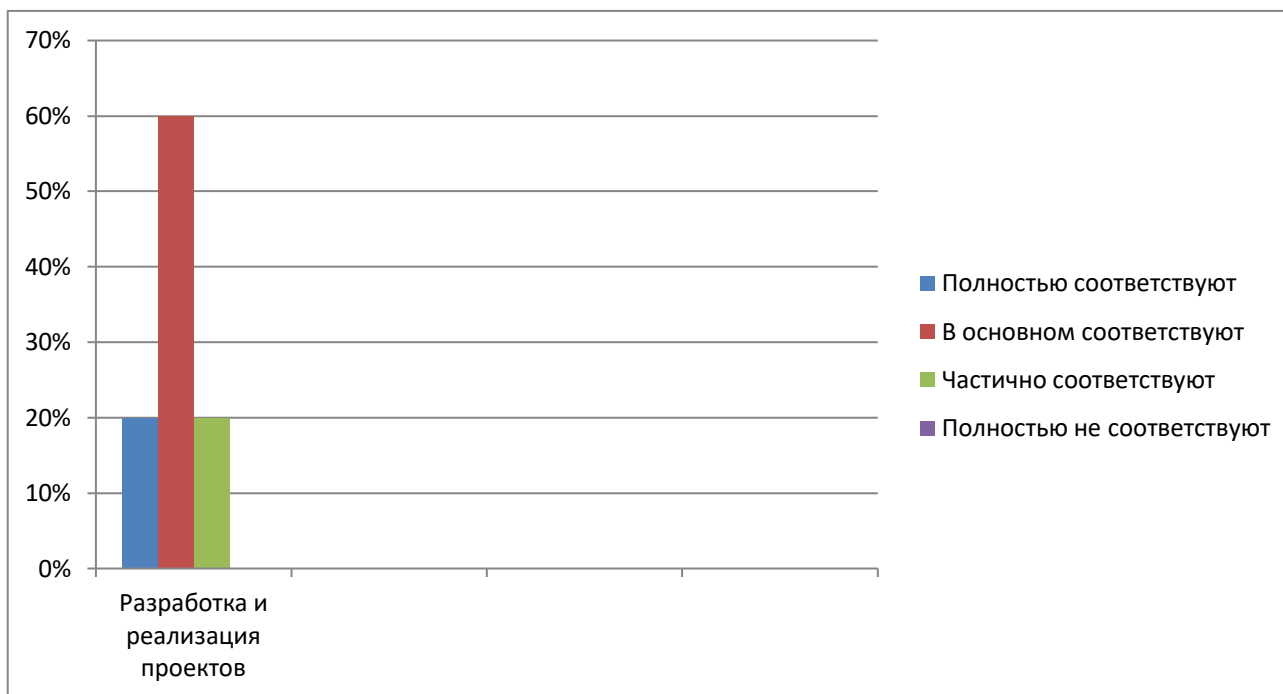 70%
60%
50%
40%
30%
20%
10%
0%
Разработка и
реализация
проектов
Полностью соответствуют
В основном соответствуют
Частично соответствуют
Полностью не соответствуют